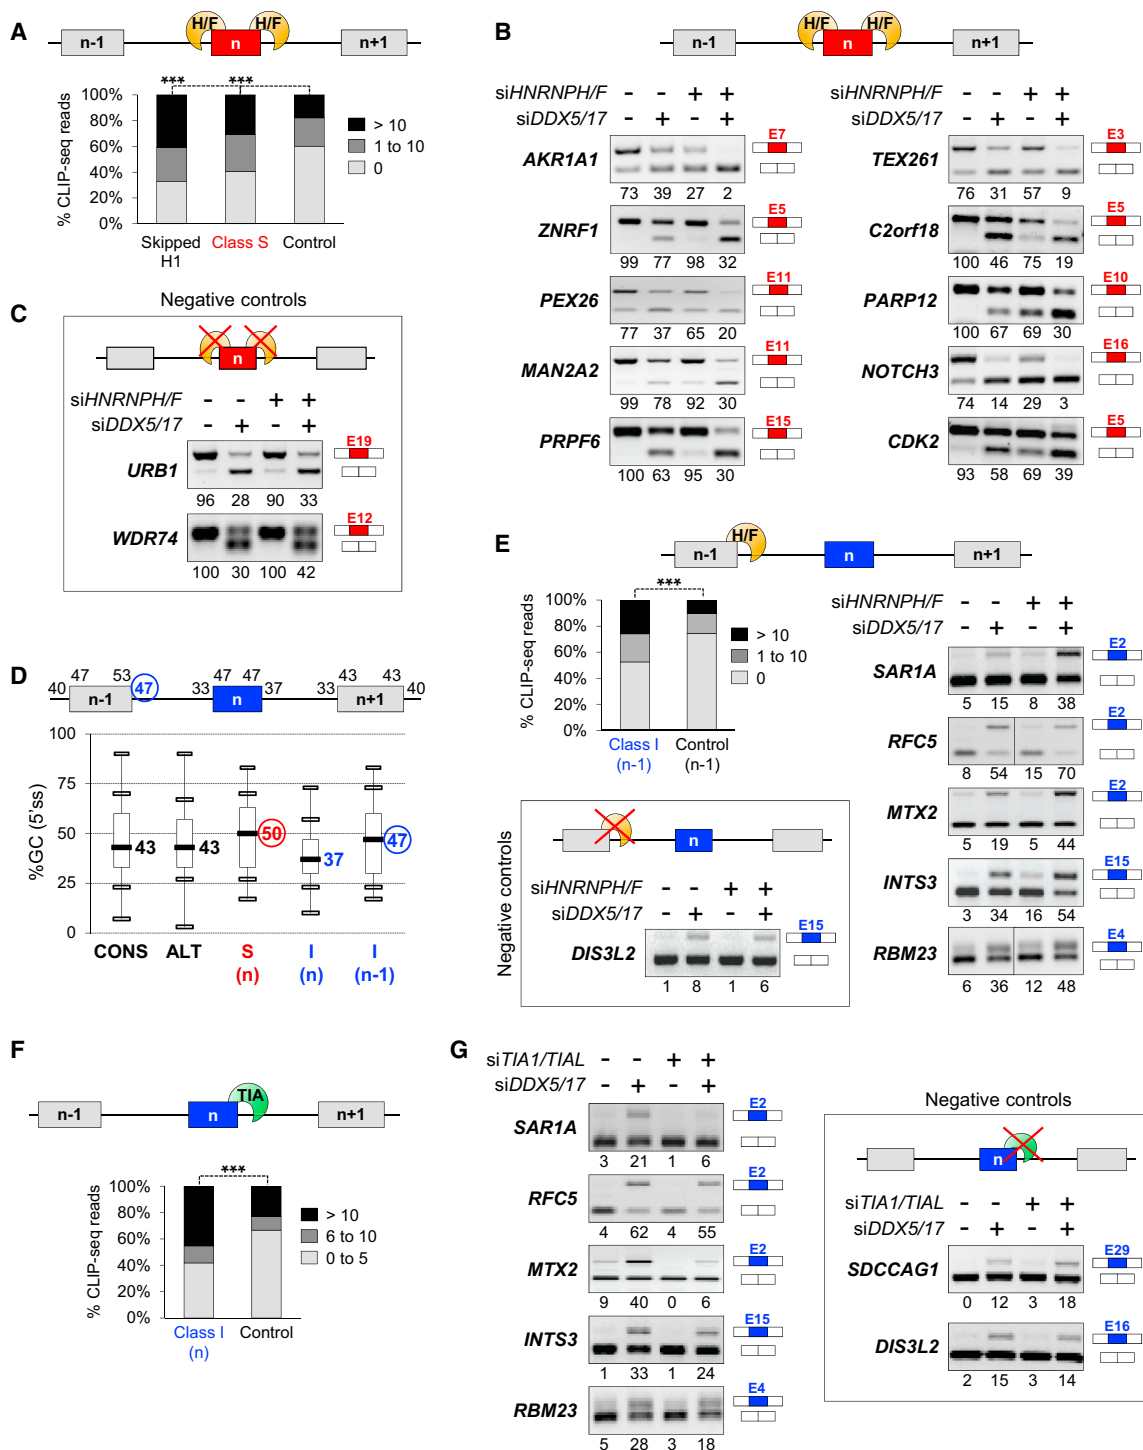 A
H/F H/F
n-1 n n+1
*** ***
% CLIP-seq reads
100%
80%
60%
40%
20%
0%
> 10
1 to 10
0
Skipped H1
Class S
Control
B
H/F H/F
n-1 n n+1
siHNRNPH/F - - + +
siDDX5/17 - + - +
AKR1A1 E7
73 39 27 2
ZNRF1 E5
99 77 98 32
PEX26 E11
77 37 65 20
MAN2A2 E11
99 78 92 30
PRPF6 E15
100 63 95 30
siHNRNPH/F - - + +
siDDX5/17 - + - +
TEX261 E3
76 31 57 9
C2orf18 E5
100 46 75 19
PARP12 E10
100 67 69 30
NOTCH3 E16
74 14 29 3
CDK2 E5
93 58 69 39
C
Negative controls
n
siHNRNPH/F - - + +
siDDX5/17 - + - +
URB1 E19
96 28 90 33
WDR74 E12
100 30 100 42
D
47 53 47 47 43 43
40 47 33 37 33 40
n-1 n n+1
%GC (5'ss)
100
75
50
25
0
43 43 50 37 47
CONS ALT S (n) I (n) I (n-1)
E
H/F
n-1 n n+1
***
% CLIP-seq reads
100%
80%
60%
40%
20%
0%
> 10
1 to 10
0
Class I (n-1)
Control (n-1)
siHNRNPH/F - - + +
siDDX5/17 - + - +
SAR1A E2
5 15 8 38
RFC5 E2
8 54 15 70
MTX2 E2
5 19 5 44
INTS3 E15
3 34 16 54
RBM23 E4
6 36 12 48
Negative controls
n
siHNRNPH/F - - + +
siDDX5/17 - + - +
DIS3L2 E15
1 8 1 6
F
TIA
n-1 n n+1
***
% CLIP-seq reads
100%
80%
60%
40%
20%
0%
> 10
6 to 10
0 to 5
Class I (n)
Control
G
siTIA1/TIAL - - + +
siDDX5/17 - + - +
SAR1A E2
3 21 1 6
RFC5 E2
4 62 4 55
MTX2 E2
9 40 0 6
INTS3 E15
1 33 1 24
RBM23 E4
5 28 3 18
Negative controls
n
siTIA1/TIAL - - + +
siDDX5/17 - + - +
SDCCAG1 E29
0 12 3 18
DIS3L2 E16
2 15 3 14